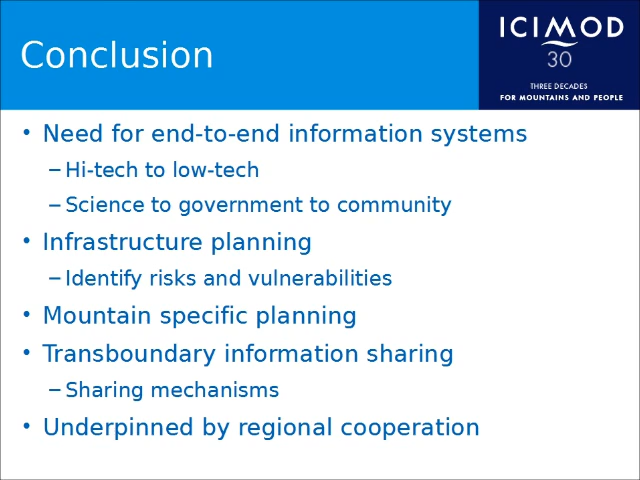 Conclusion
ICIMOD
30
THREE DECADES
FOR MOUNTAINS AND PEOPLE
• Need for end-to-end information systems
– Hi-tech to low-tech
– Science to government to community
• Infrastructure planning
– Identify risks and vulnerabilities
• Mountain specific planning
• Transboundary information sharing
– Sharing mechanisms
• Underpinned by regional cooperation